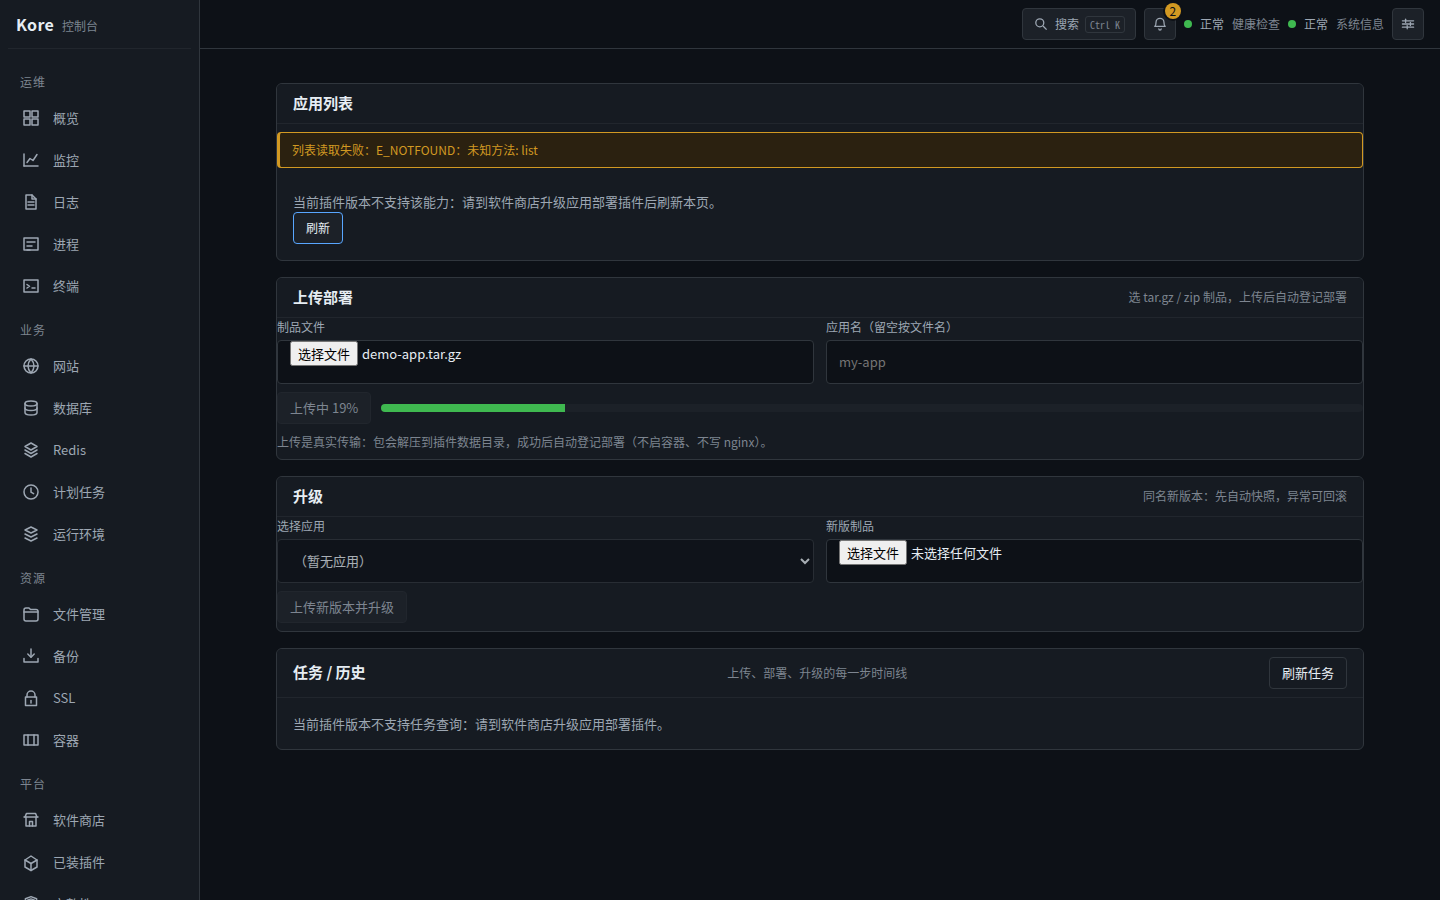 Kore 控制台
搜索 Ctrl K
2
正常 健康检查
正常 系统信息
运维
概览
监控
日志
进程
终端
业务
网站
数据库
Redis
计划任务
运行环境
资源
文件管理
备份
SSL
容器
平台
软件商店
已装插件
应用列表
列表读取失败：E_NOTFOUND：未知方法: list
当前插件版本不支持该能力：请到软件商店升级应用部署插件后刷新本页。
刷新
上传部署
选 tar.gz / zip 制品，上传后自动登记部署
制品文件
选择文件 demo-app.tar.gz
应用名（留空按文件名）
my-app
上传中 19%
上传是真实传输：包会解压到插件数据目录，成功后自动登记部署（不启容器、不写 nginx）。
升级
同名新版本：先自动快照，异常可回滚
选择应用
（暂无应用）
新版制品
选择文件 未选择任何文件
上传新版本并升级
任务 / 历史
上传、部署、升级的每一步时间线
刷新任务
当前插件版本不支持任务查询：请到软件商店升级应用部署插件。